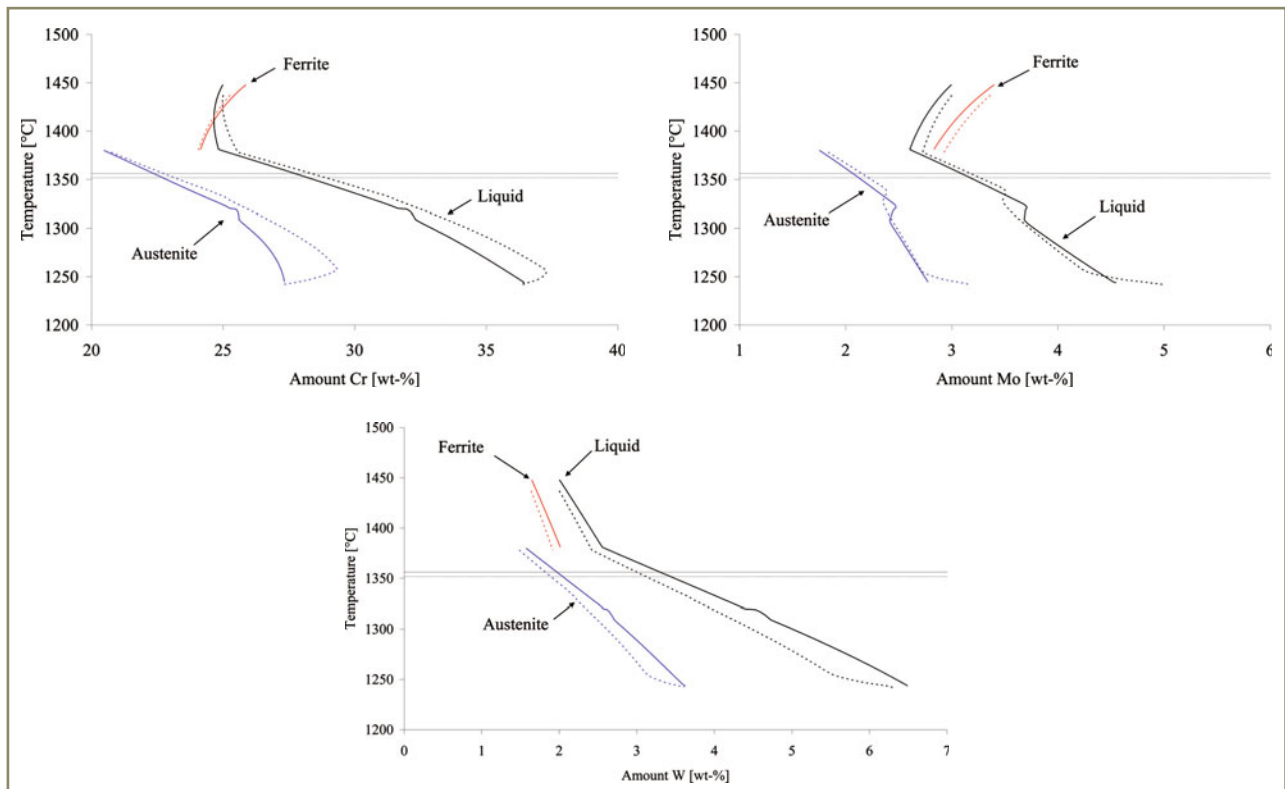 1500
1450
1400
1350
1300
1250
1200
Temperature [°C]
Ferrite
Liquid
Austenite
20
25
30
35
40
Amount Cr [wt-%]
1500
1450
1400
1350
1300
1250
1200
Temperature [°C]
Ferrite
Austenite
Liquid
1
2
3
4
5
6
Amount Mo [wt-%]
1500
1450
1400
1350
1300
1250
1200
Temperature [°C]
Ferrite
Liquid
Austenite
0
1
2
3
4
5
6
7
Amount W [wt-%]